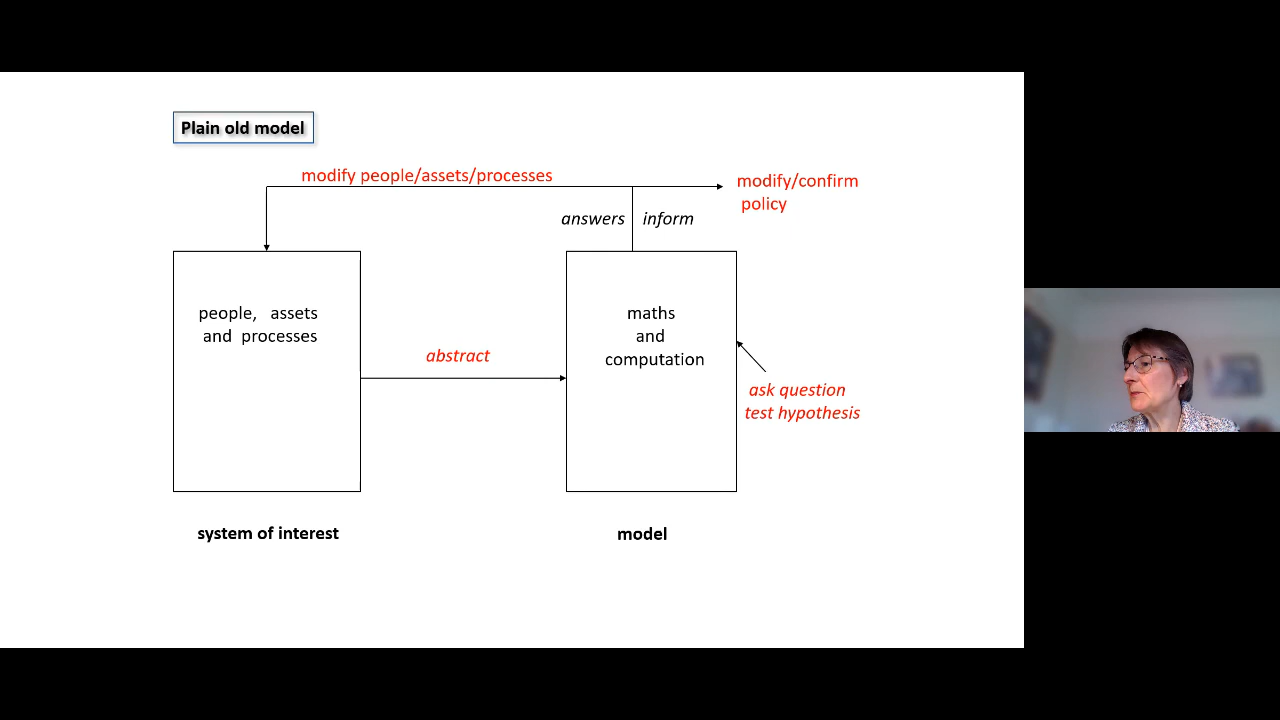 Plain old model
modify people/assets/processes
modify/confirm
policy
answers inform
people, assets
and processes
maths
and
computation
abstract
ask question
test hypothesis
system of interest
model